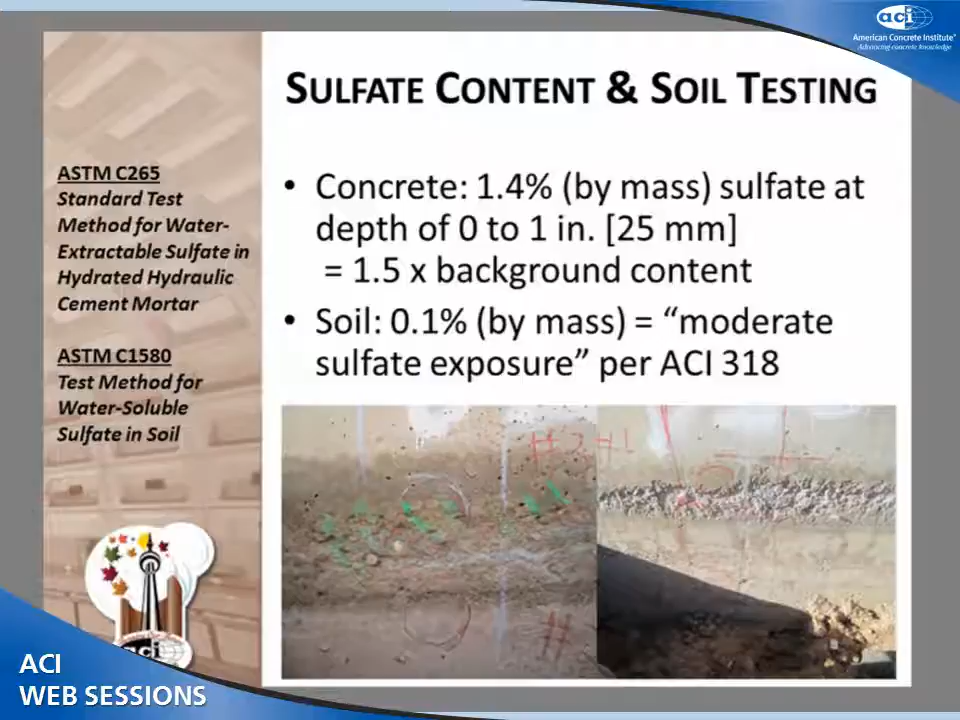 aci
American Concrete Institute®
Advancing concrete knowledge
SULFATE CONTENT & SOIL TESTING
ASTM C265
Standard Test
Method for Water-
Extractable Sulfate in
Hydrated Hydraulic
Cement Mortar
ASTM C1580
Test Method for
Water-Soluble
Sulfate in Soil
• Concrete: 1.4% (by mass) sulfate at
depth of 0 to 1 in. [25 mm]
= 1.5 x background content
• Soil: 0.1% (by mass) = “moderate
sulfate exposure” per ACI 318
#2
#1
#
aci
ACI
WEB SESSIONS